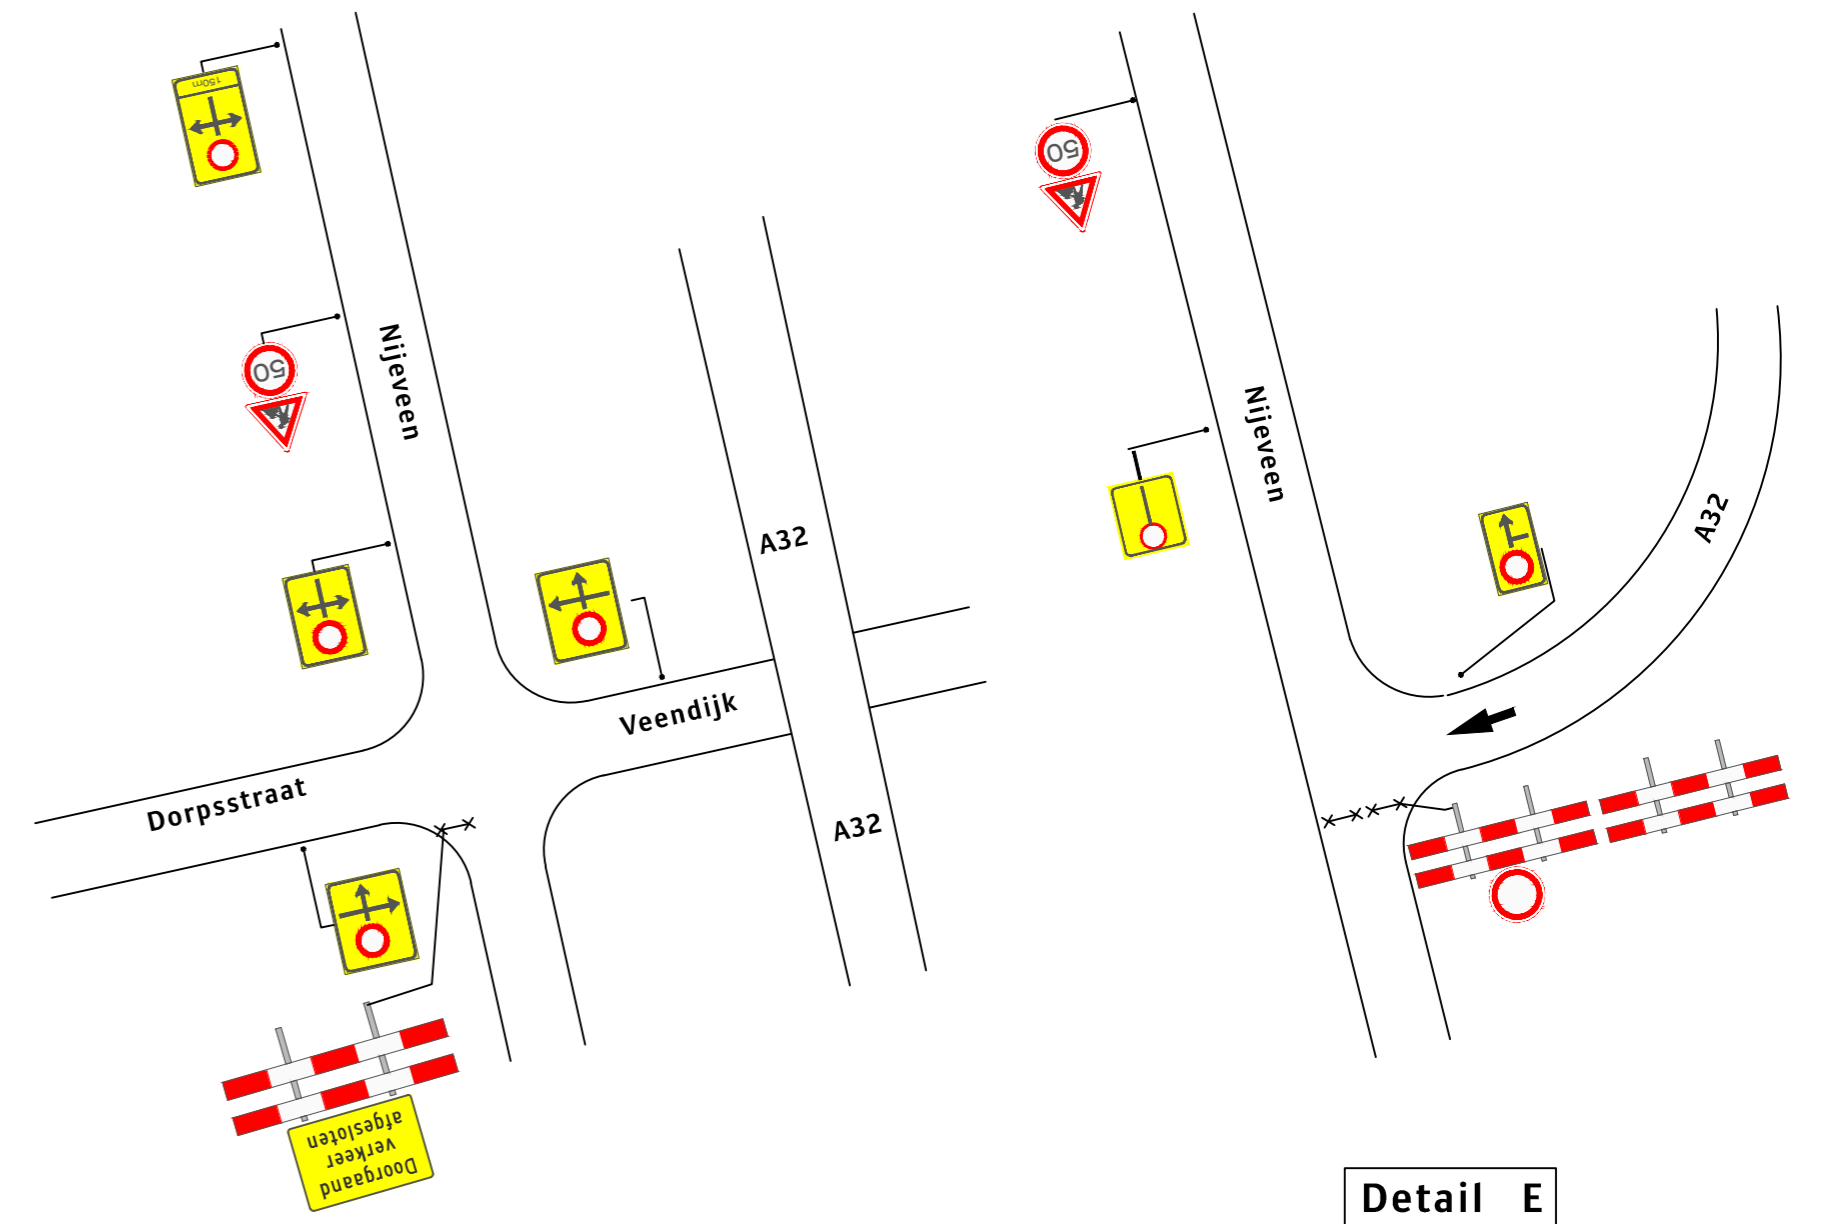 150m
50
Nijeveen
A32
Veendijk
Dorpsstraat
A32
Doorgaand
verkeer
afgesloten
50
Nijeveen
A32
Detail E